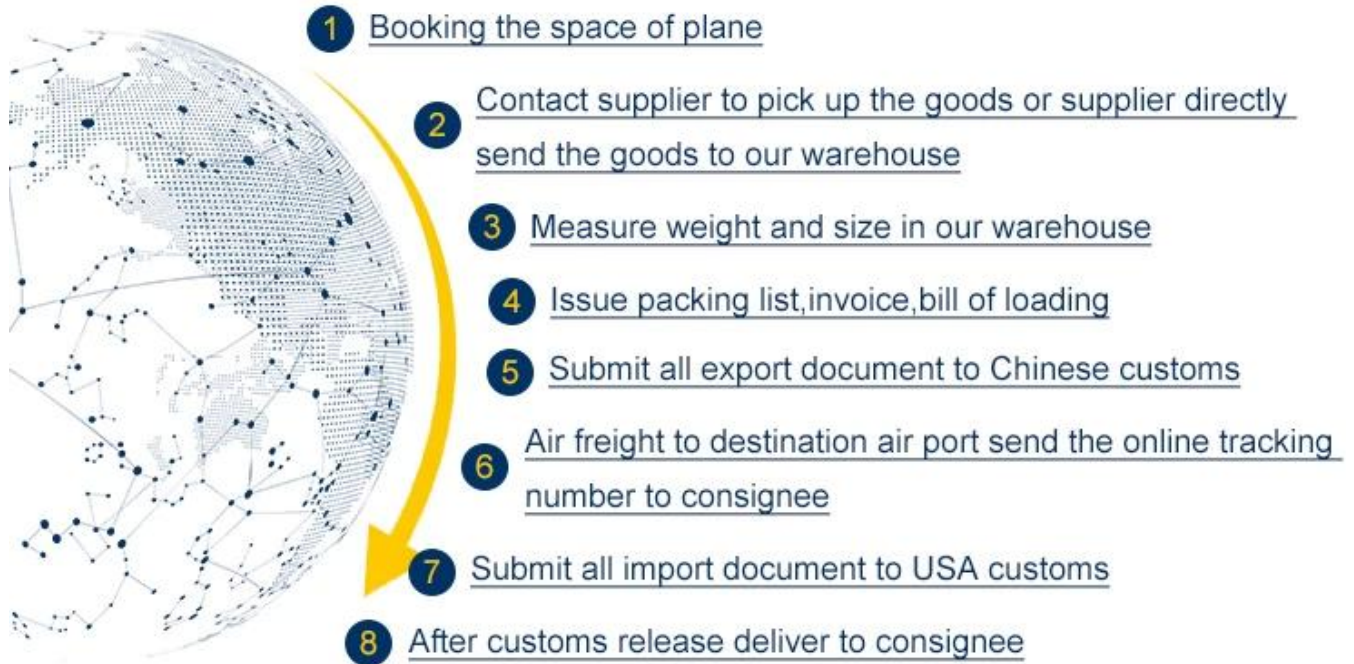 1 Booking the space of plane
2 Contact supplier to pick up the goods or supplier directly
send the goods to our warehouse
3 Measure weight and size in our warehouse
4 Issue packing list,invoice,bill of loading
5 Submit all export document to Chinese customs
6 Air freight to destination air port send the online tracking
number to consignee
7 Submit all import document to USA customs
8 After customs release deliver to consignee